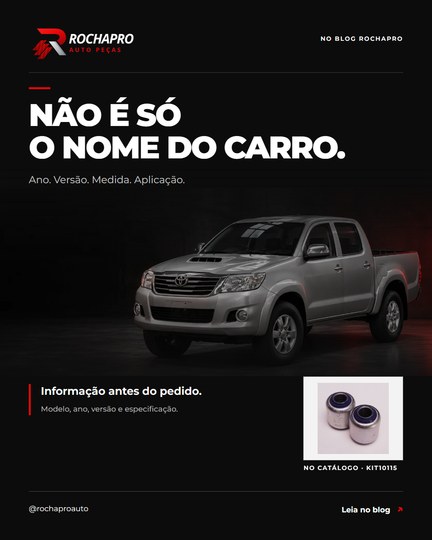 ROCHAPRO
AUTO PEÇAS
NO BLOG ROCHAPRO
NÃO É SÓ
O NOME DO CARRO.
Ano. Versão. Medida. Aplicação.
Informação antes do pedido.
Modelo, ano, versão e especificação.
NO CATÁLOGO · KIT10115
@rochaproauto
Leia no blog ↗